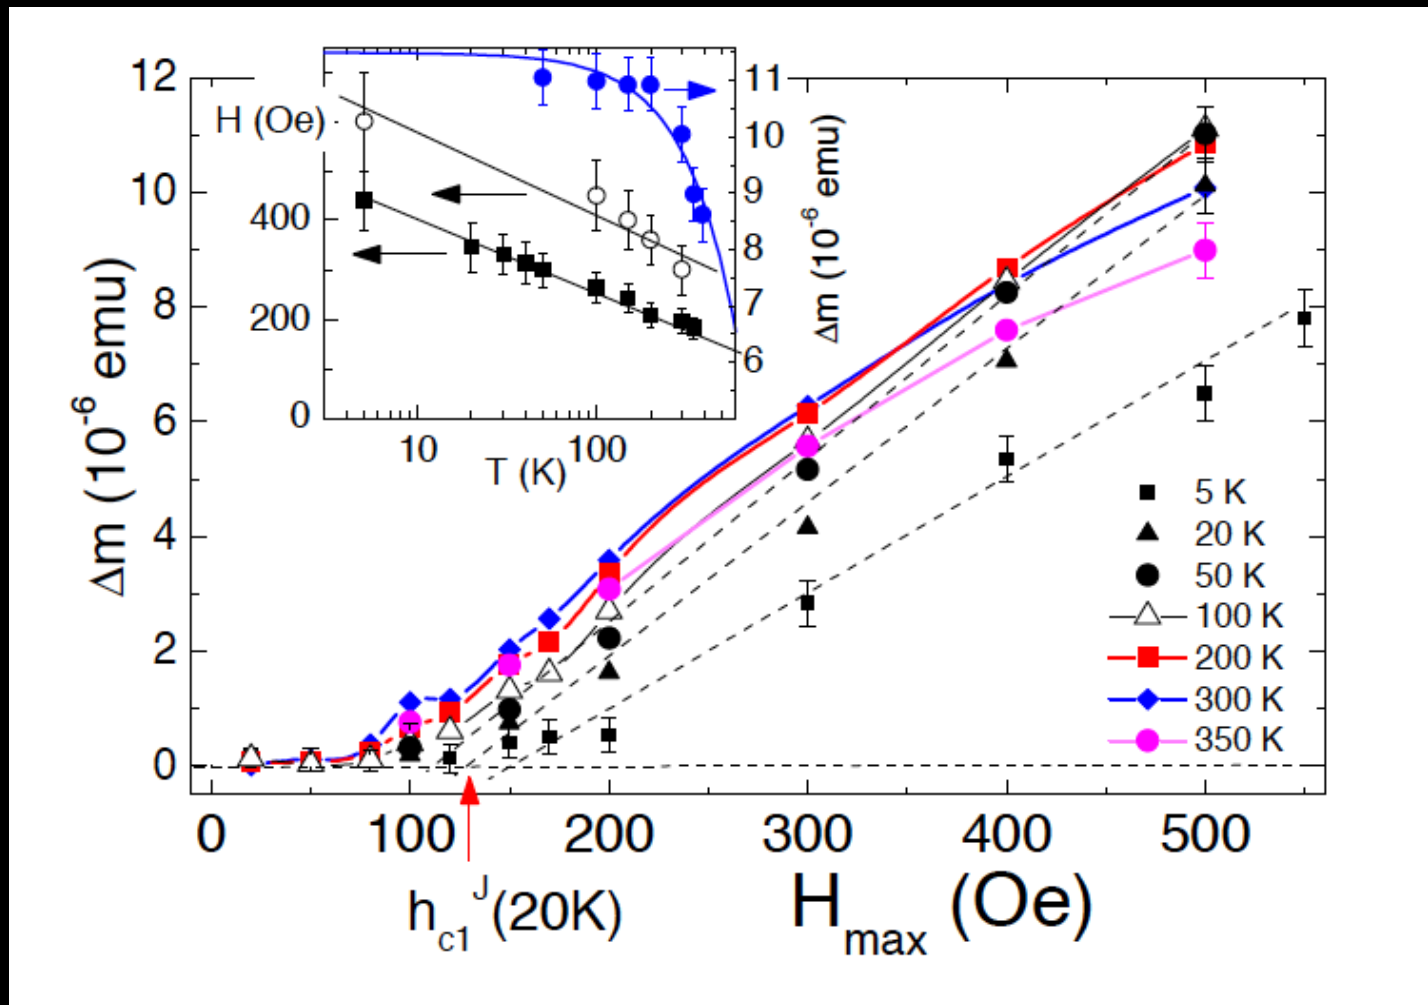 12
10
8
6
4
2
0
Δm (10⁻⁶ emu)
H (Oe)
400
200
0
10
100
T (K)
11
10
9
8
7
6
Δm (10⁻⁶ emu)
5 K
20 K
50 K
100 K
200 K
300 K
350 K
0 100 200 300 400 500
h_c1^J(20K)
H_max (Oe)